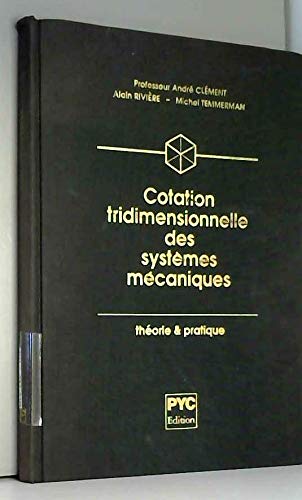 Professeur André CLÉMENT
Alain RIVIÈRE – Michel TEMMERMAN
Cotation
tridimensionnelle
des
systèmes
mécaniques
théorie & pratique
PYC
Edition